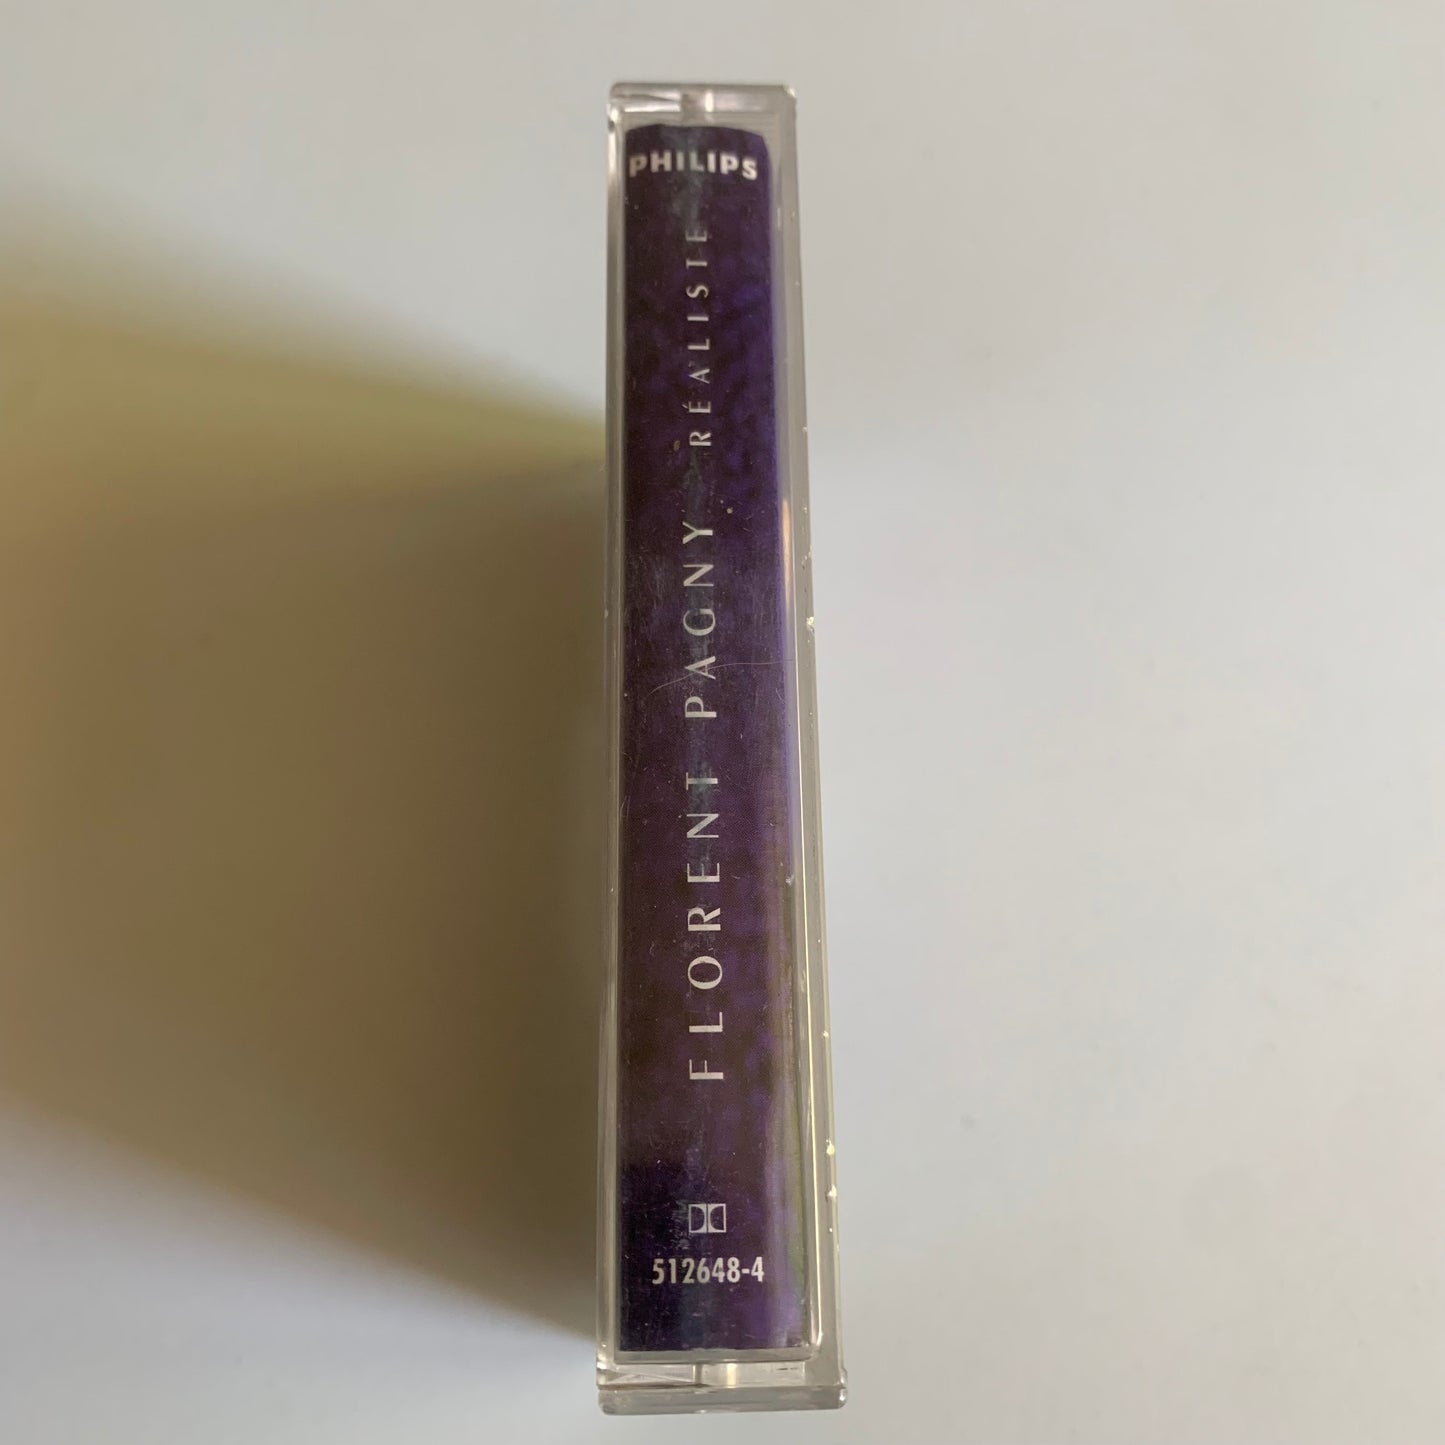 PHILIPS
FLORENT PAGNY RÉALISTE
512648-4